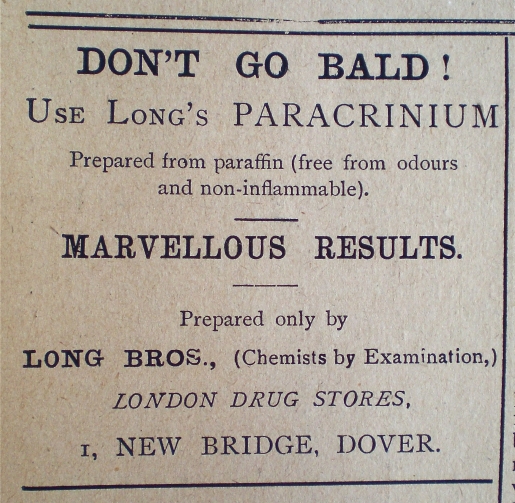 DON'T GO BALD!
USE LONG'S PARACRINIUM
Prepared from paraffin (free from odours
and non-inflammable).
MARVELLOUS RESULTS.
Prepared only by
LONG BROS., (Chemists by Examination,)
LONDON DRUG STORES,
1, NEW BRIDGE, DOVER.